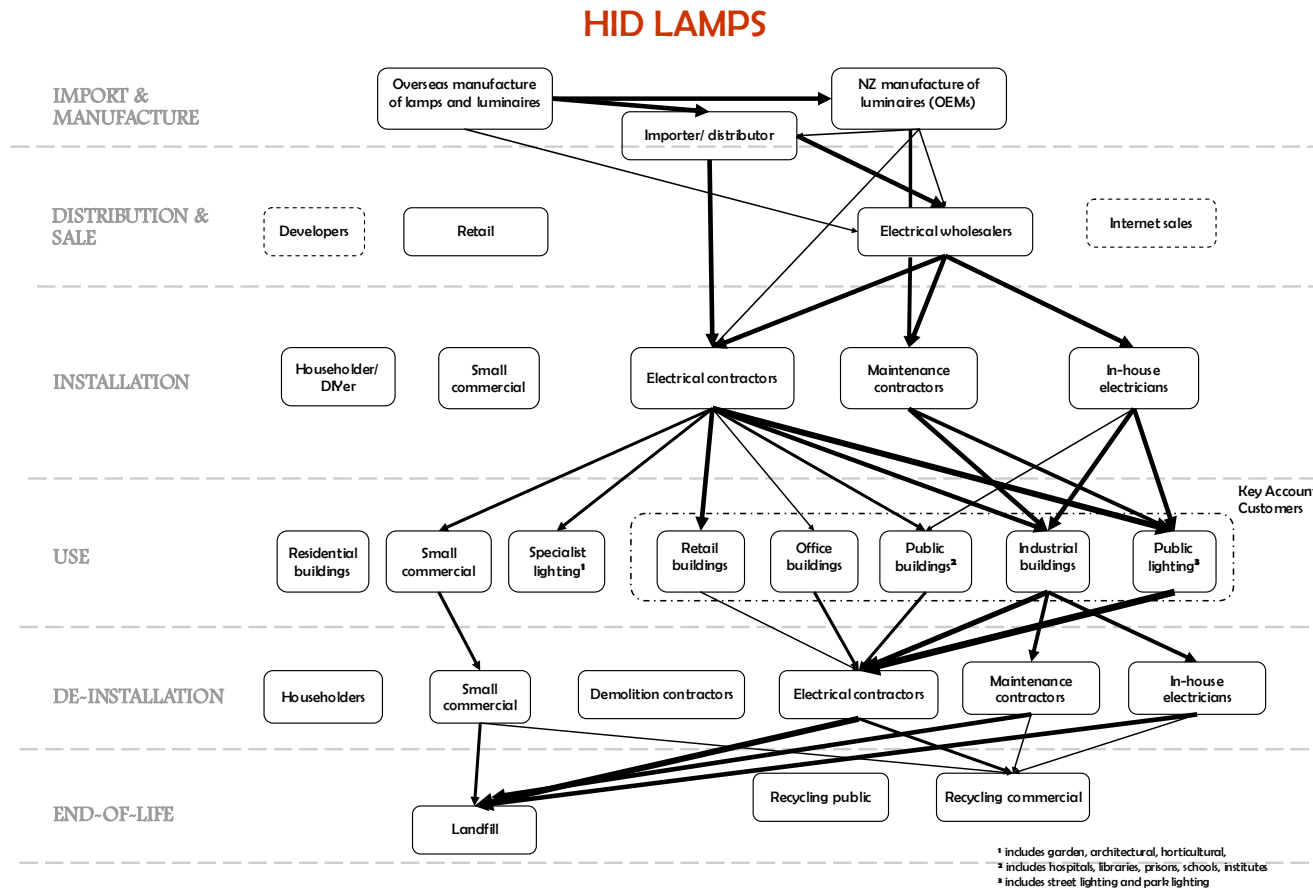 HID LAMPS
IMPORT &
MANUFACTURE
Overseas manufacture
of lamps and luminaires
NZ manufacture of
luminaires (OEMs)
Importer/ distributor
DISTRIBUTION &
SALE
Developers
Retail
Electrical wholesalers
Internet sales
INSTALLATION
Householder/
DIYer
Small
commercial
Electrical contractors
Maintenance
contractors
In-house
electricians
Key Account
Customers
USE
Residential
buildings
Small
commercial
Specialist
lighting¹
Retail
buildings
Office
buildings
Public
buildings²
Industrial
buildings
Public
lighting³
DE-INSTALLATION
Householders
Small
commercial
Demolition contractors
Electrical contractors
Maintenance
contractors
In-house
electricians
END-OF-LIFE
Landfill
Recycling public
Recycling commercial
¹ includes garden, architectural, horticultural,
² includes hospitals, libraries, prisons, schools, institutes
³ includes street lighting and park lighting